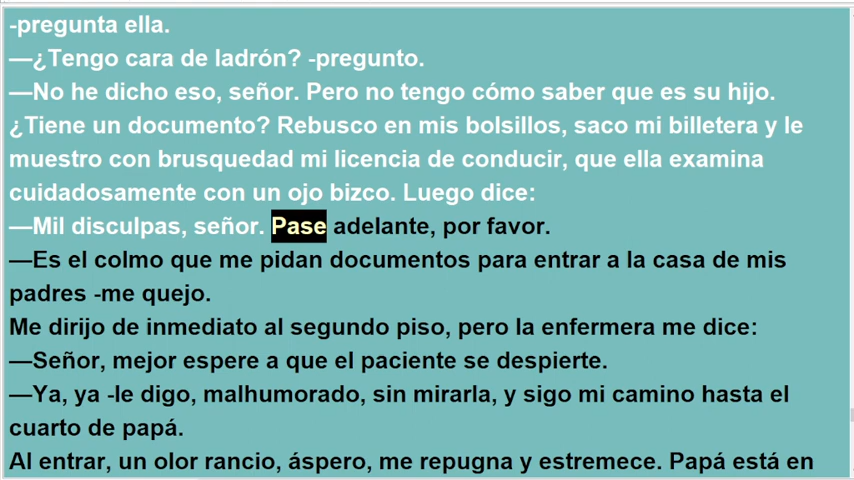 -pregunta ella.
—¿Tengo cara de ladrón? -pregunto.
—No he dicho eso, señor. Pero no tengo cómo saber que es su hijo.
¿Tiene un documento? Rebusco en mis bolsillos, saco mi billetera y le
muestro con brusquedad mi licencia de conducir, que ella examina
cuidadosamente con un ojo bizco. Luego dice:
—Mil disculpas, señor. Pase adelante, por favor.
—Es el colmo que me pidan documentos para entrar a la casa de mis
padres -me quejo.
Me dirijo de inmediato al segundo piso, pero la enfermera me dice:
—Señor, mejor espere a que el paciente se despierte.
—Ya, ya -le digo, malhumorado, sin mirarla, y sigo mi camino hasta el
cuarto de papá.
Al entrar, un olor rancio, áspero, me repugna y estremece. Papá está en